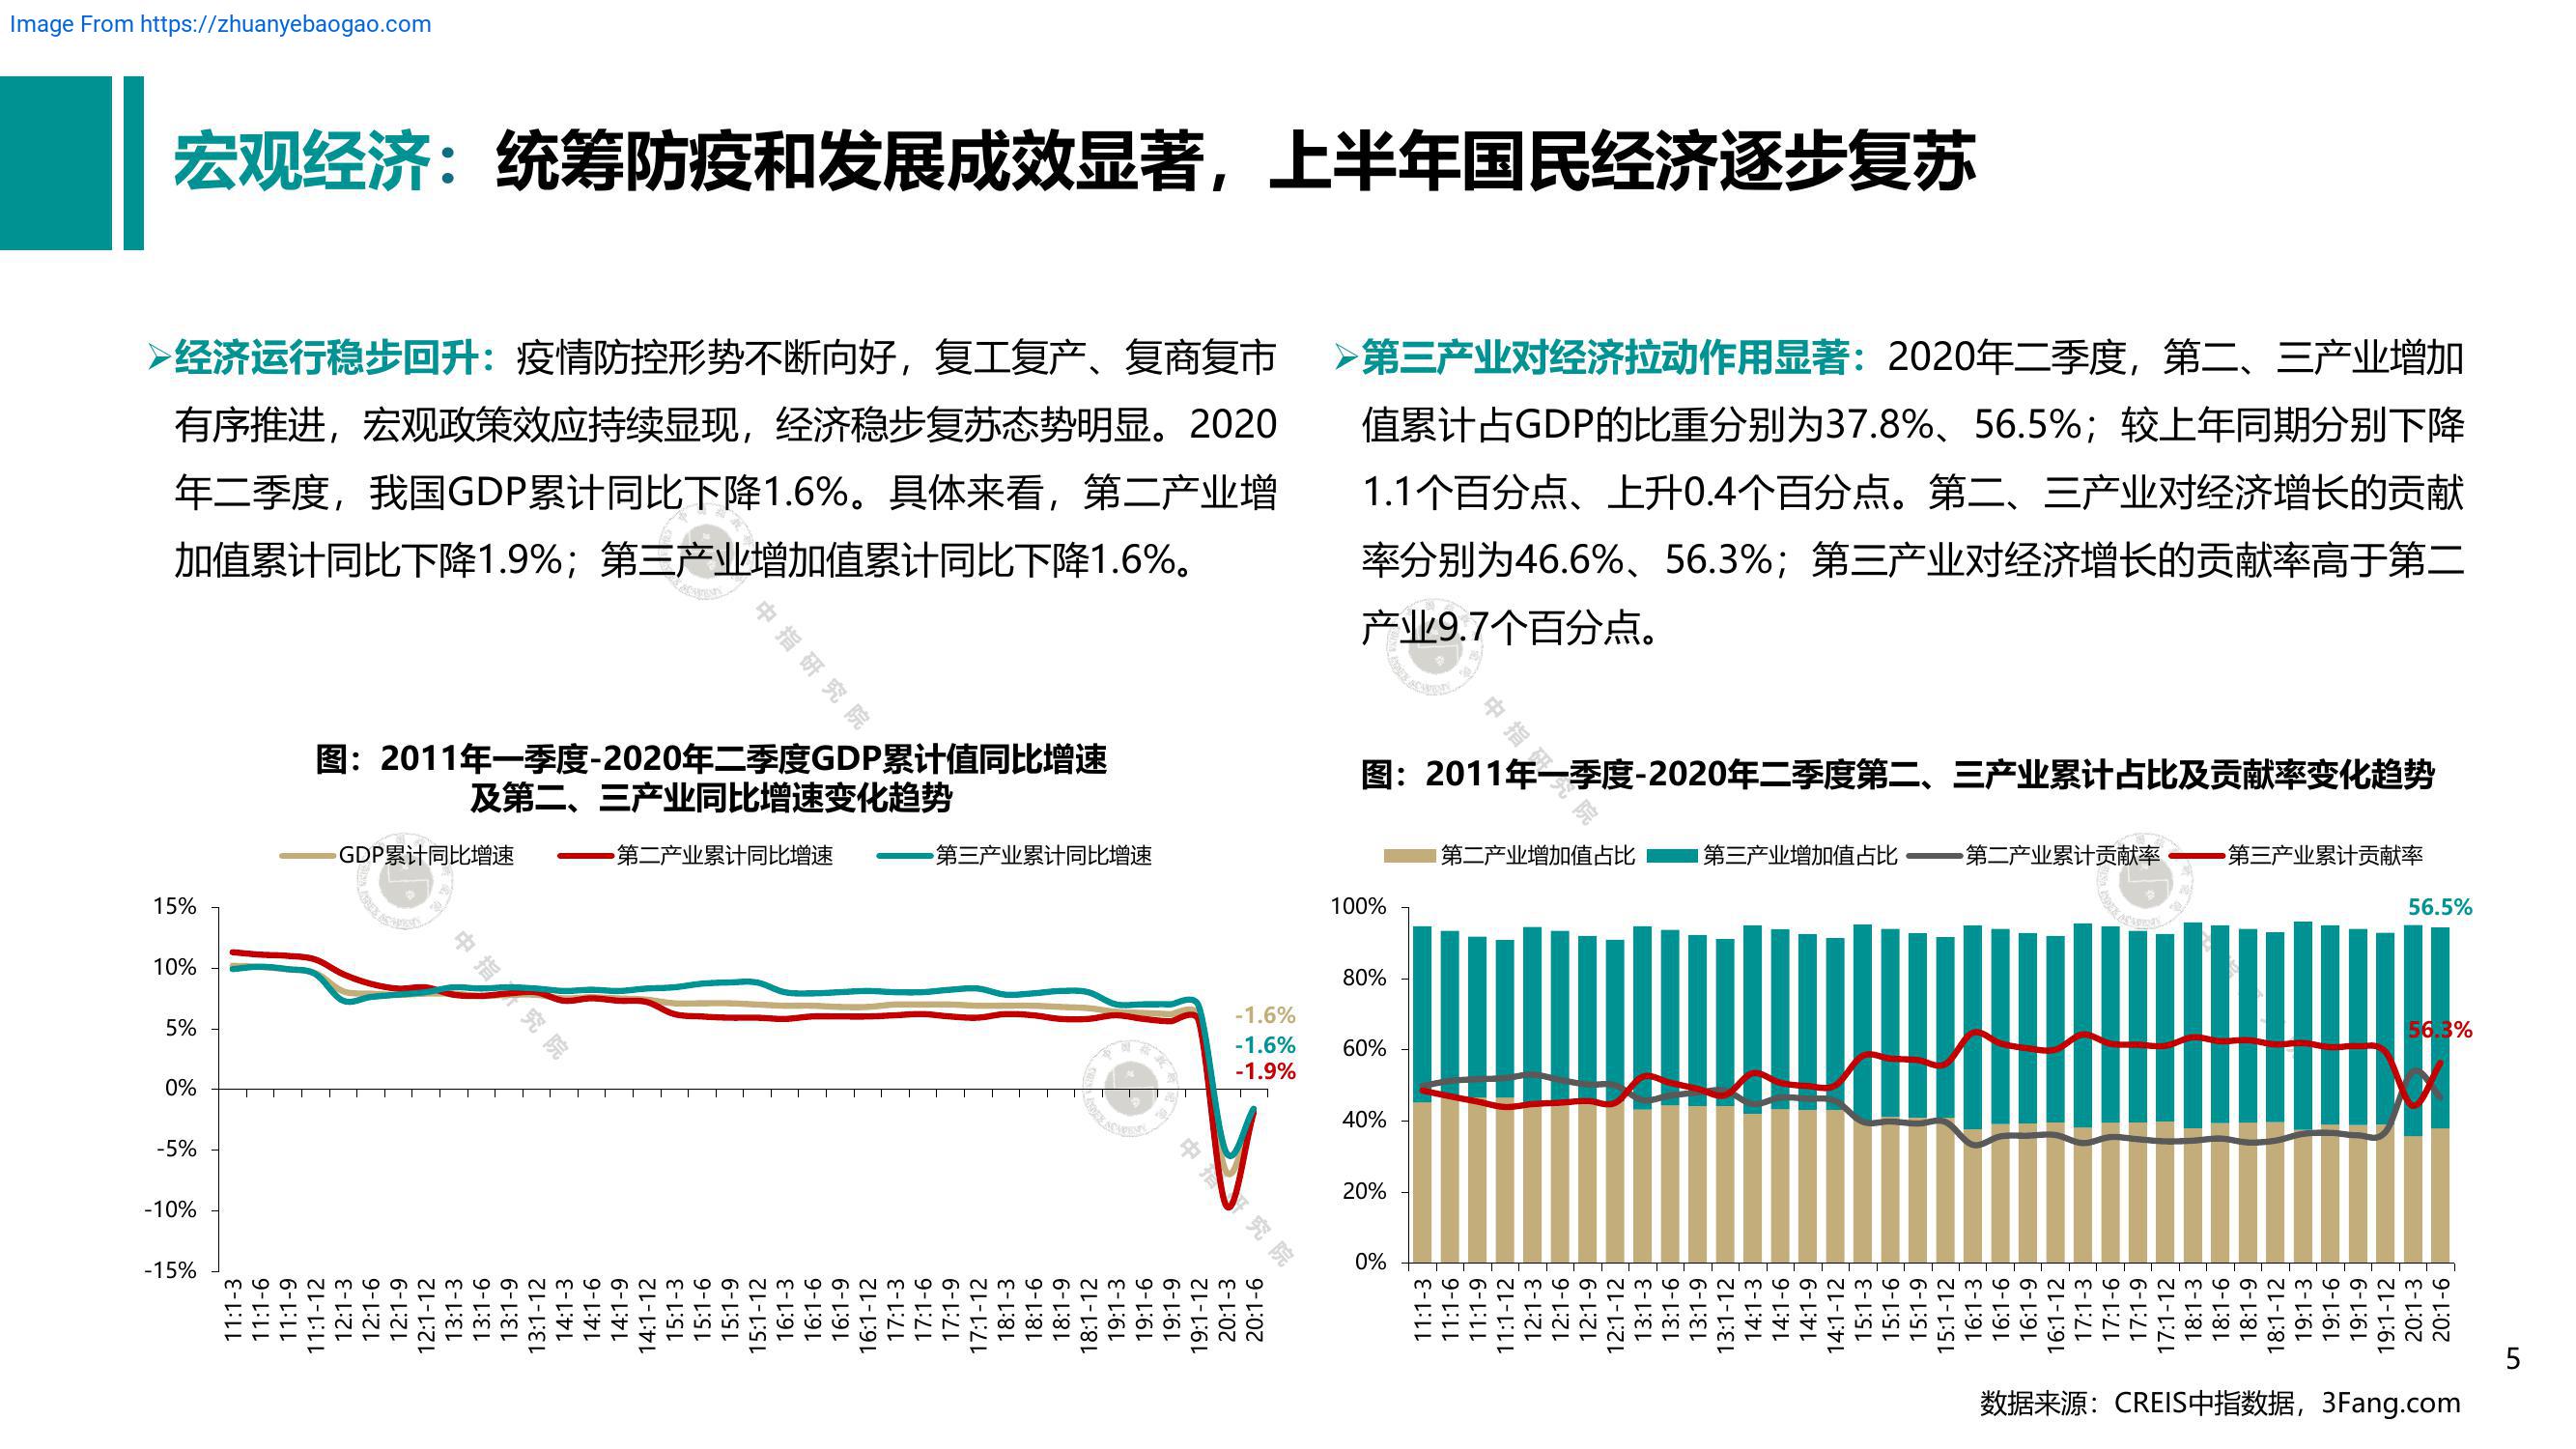 Image From https://zhuanyebaogao.com
宏观经济：统筹防疫和发展成效显著，上半年国民经济逐步复苏
➢经济运行稳步回升：疫情防控形势不断向好，复工复产、复商复市
有序推进，宏观政策效应持续显现，经济稳步复苏态势明显。2020
年二季度，我国GDP累计同比下降1.6%。具体来看，第二产业增
加值累计同比下降1.9%；第三产业增加值累计同比下降1.6%。
➢第三产业对经济拉动作用显著：2020年二季度，第二、三产业增加
值累计占GDP的比重分别为37.8%、56.5%；较上年同期分别下降
1.1个百分点、上升0.4个百分点。第二、三产业对经济增长的贡献
率分别为46.6%、56.3%；第三产业对经济增长的贡献率高于第二
产业9.7个百分点。
中指研究院
中指研究院
图：2011年一季度-2020年二季度GDP累计值同比增速
及第二、三产业同比增速变化趋势
GDP累计同比增速 第二产业累计同比增速 第三产业累计同比增速
15%
10%
5%
0%
-5%
-10%
-15%
-1.6%
-1.6%
-1.9%
中指研究院
中指研究院
11:1-3 11:1-6 11:1-9 11:1-12 12:1-3 12:1-6 12:1-9 12:1-12 13:1-3 13:1-6 13:1-9 13:1-12 14:1-3 14:1-6 14:1-9 14:1-12 15:1-3 15:1-6 15:1-9 15:1-12 16:1-3 16:1-6 16:1-9 16:1-12 17:1-3 17:1-6 17:1-9 17:1-12 18:1-3 18:1-6 18:1-9 18:1-12 19:1-3 19:1-6 19:1-9 19:1-12 20:1-3 20:1-6
图：2011年一季度-2020年二季度第二、三产业累计占比及贡献率变化趋势
第二产业增加值占比 第三产业增加值占比 第二产业累计贡献率 第三产业累计贡献率
100%
80%
60%
40%
20%
0%
56.5%
56.3%
11:1-3 11:1-6 11:1-9 11:1-12 12:1-3 12:1-6 12:1-9 12:1-12 13:1-3 13:1-6 13:1-9 13:1-12 14:1-3 14:1-6 14:1-9 14:1-12 15:1-3 15:1-6 15:1-9 15:1-12 16:1-3 16:1-6 16:1-9 16:1-12 17:1-3 17:1-6 17:1-9 17:1-12 18:1-3 18:1-6 18:1-9 18:1-12 19:1-3 19:1-6 19:1-9 19:1-12 20:1-3 20:1-6
5
数据来源：CREIS中指数据，3Fang.com